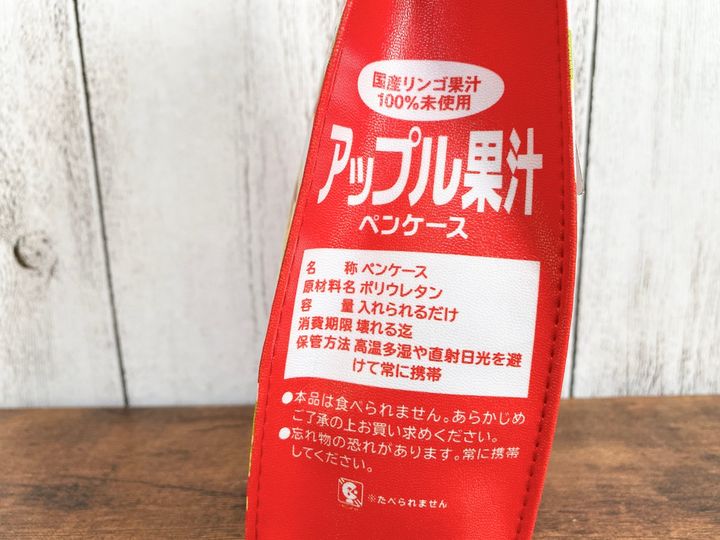 国産リンゴ果汁
100%未使用
アップル果汁
ペンケース
名称 ペンケース
原材料名 ポリウレタン
容量 入れられるだけ
消費期限 壊れる迄
保管方法 高温多湿や直射日光を避
けて常に携帯
●本品は食べられません。あらかじめ
ご了承の上お買い求めください。
●忘れ物の恐れがあります。常に携帯
してください。
※たべられません